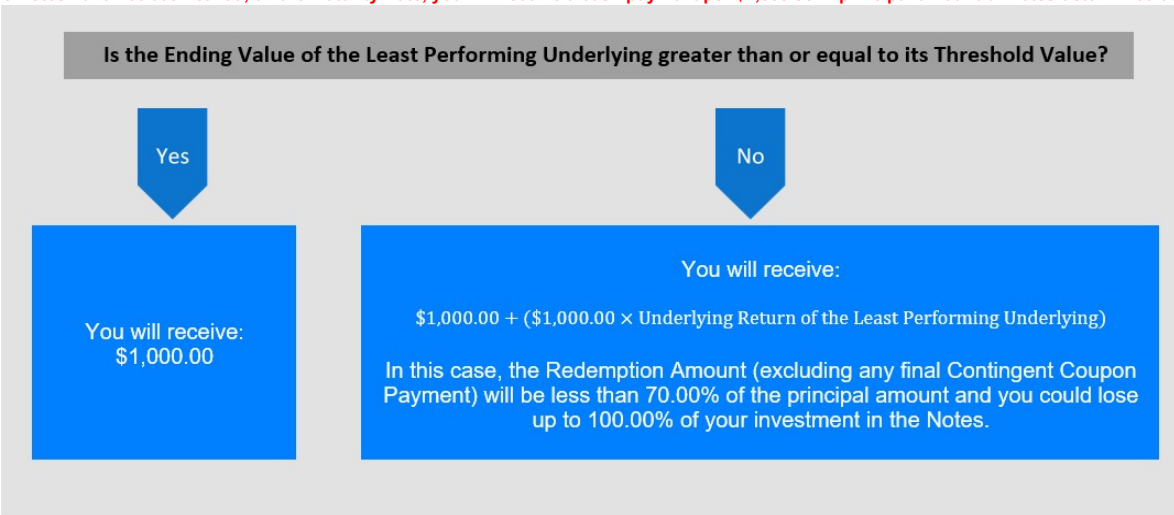 Is the Ending Value of the Least Performing Underlying greater than or equal to its Threshold Value?
Yes
No
You will receive:
$1,000.00
You will receive:
$1,000.00 + ($1,000.00 × Underlying Return of the Least Performing Underlying)
In this case, the Redemption Amount (excluding any final Contingent Coupon
Payment) will be less than 70.00% of the principal amount and you could lose
up to 100.00% of your investment in the Notes.